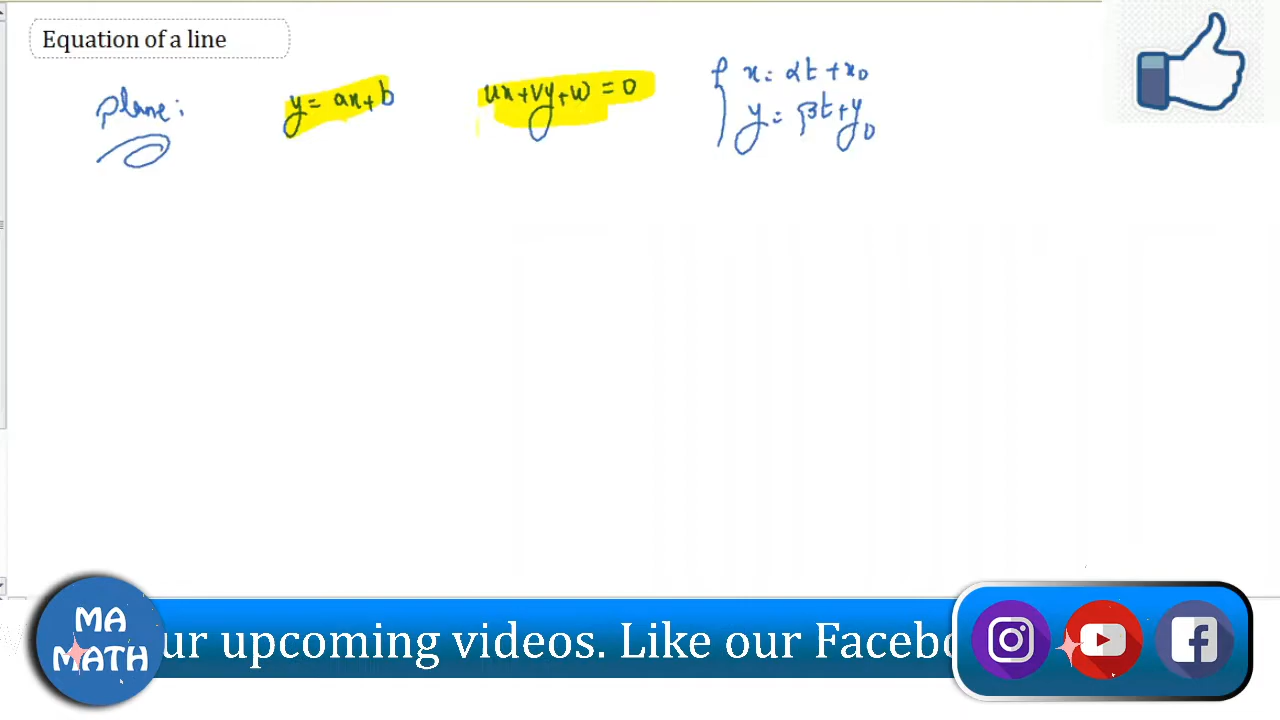 Equation of a line
plane: y = ax + b ux + vy + w = 0 { x = αt + x₀
y = βt + y₀
MA
MATH
ur upcoming videos. Like our Facebo